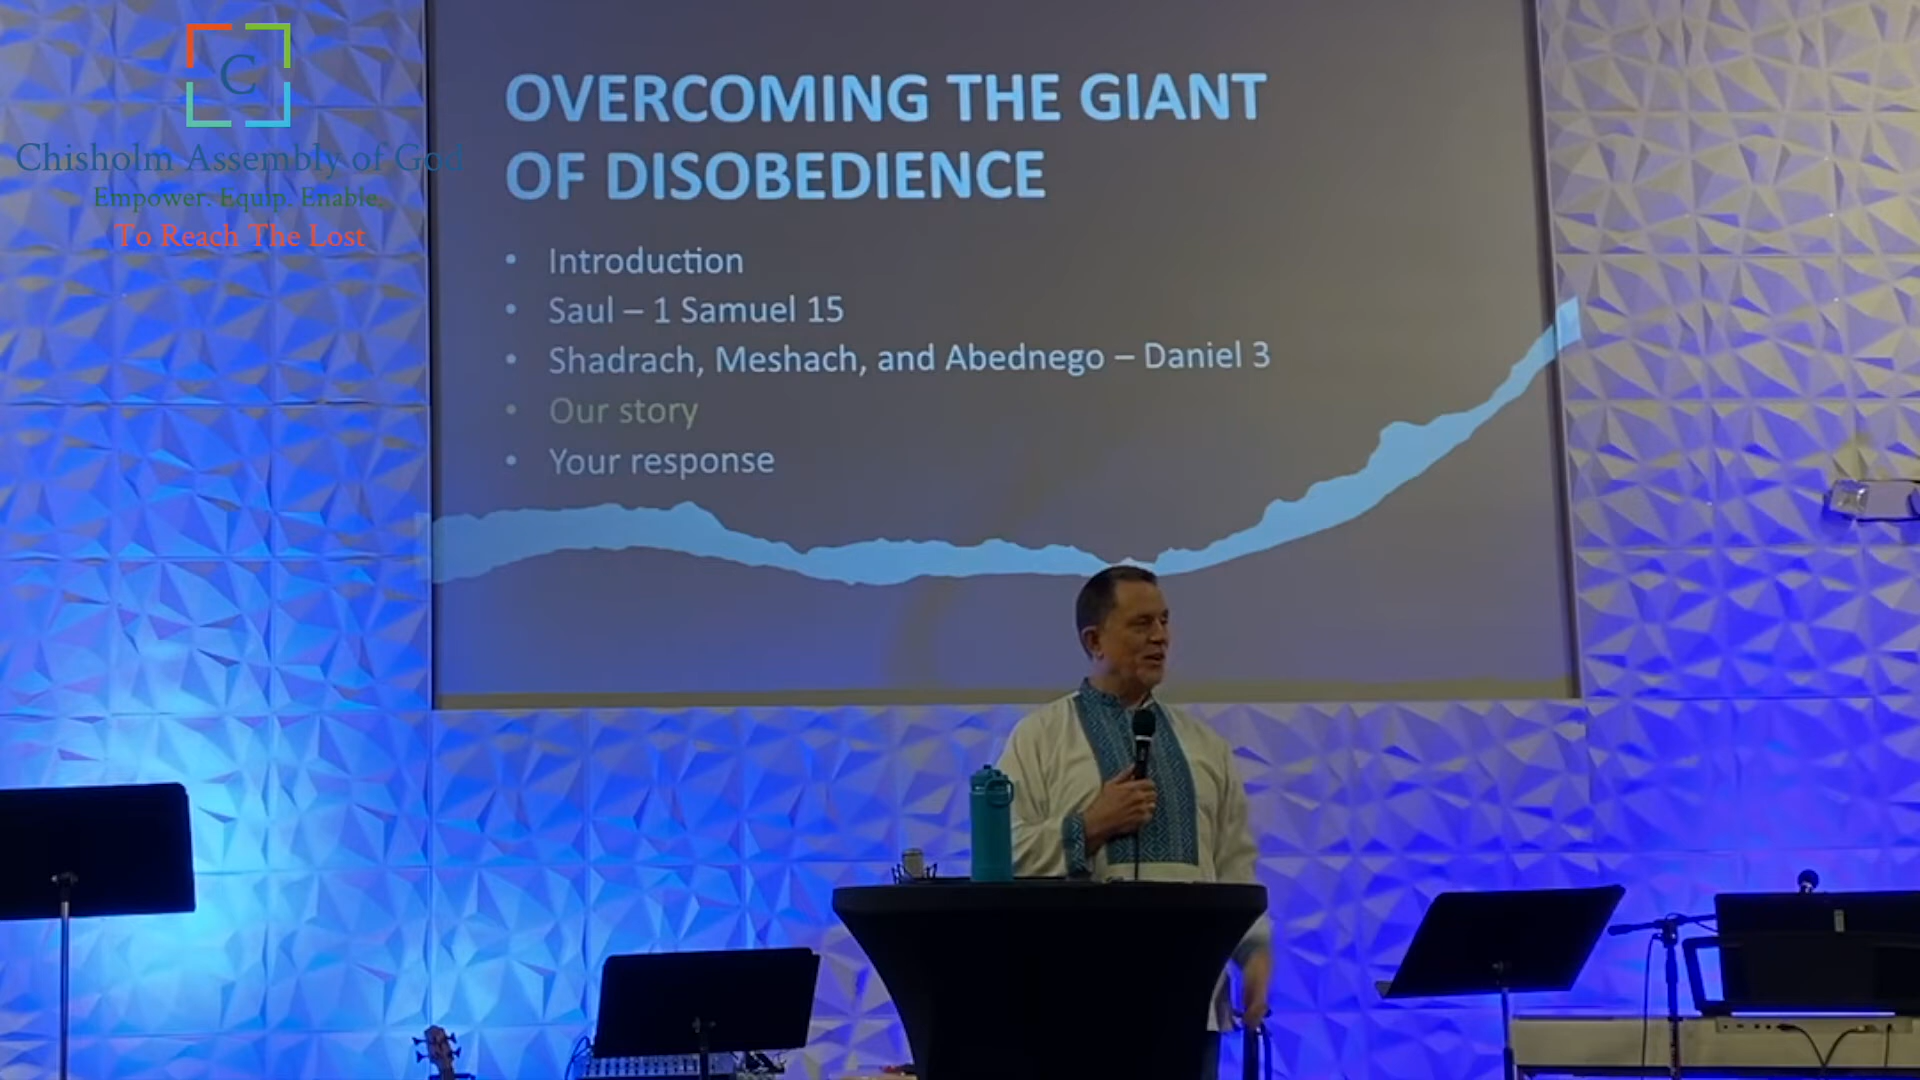 C
Chisholm Assembly of God
Empower. Equip. Enable.
To Reach The Lost
OVERCOMING THE GIANT
OF DISOBEDIENCE
• Introduction
• Saul – 1 Samuel 15
• Shadrach, Meshach, and Abednego – Daniel 3
• Our story
• Your response